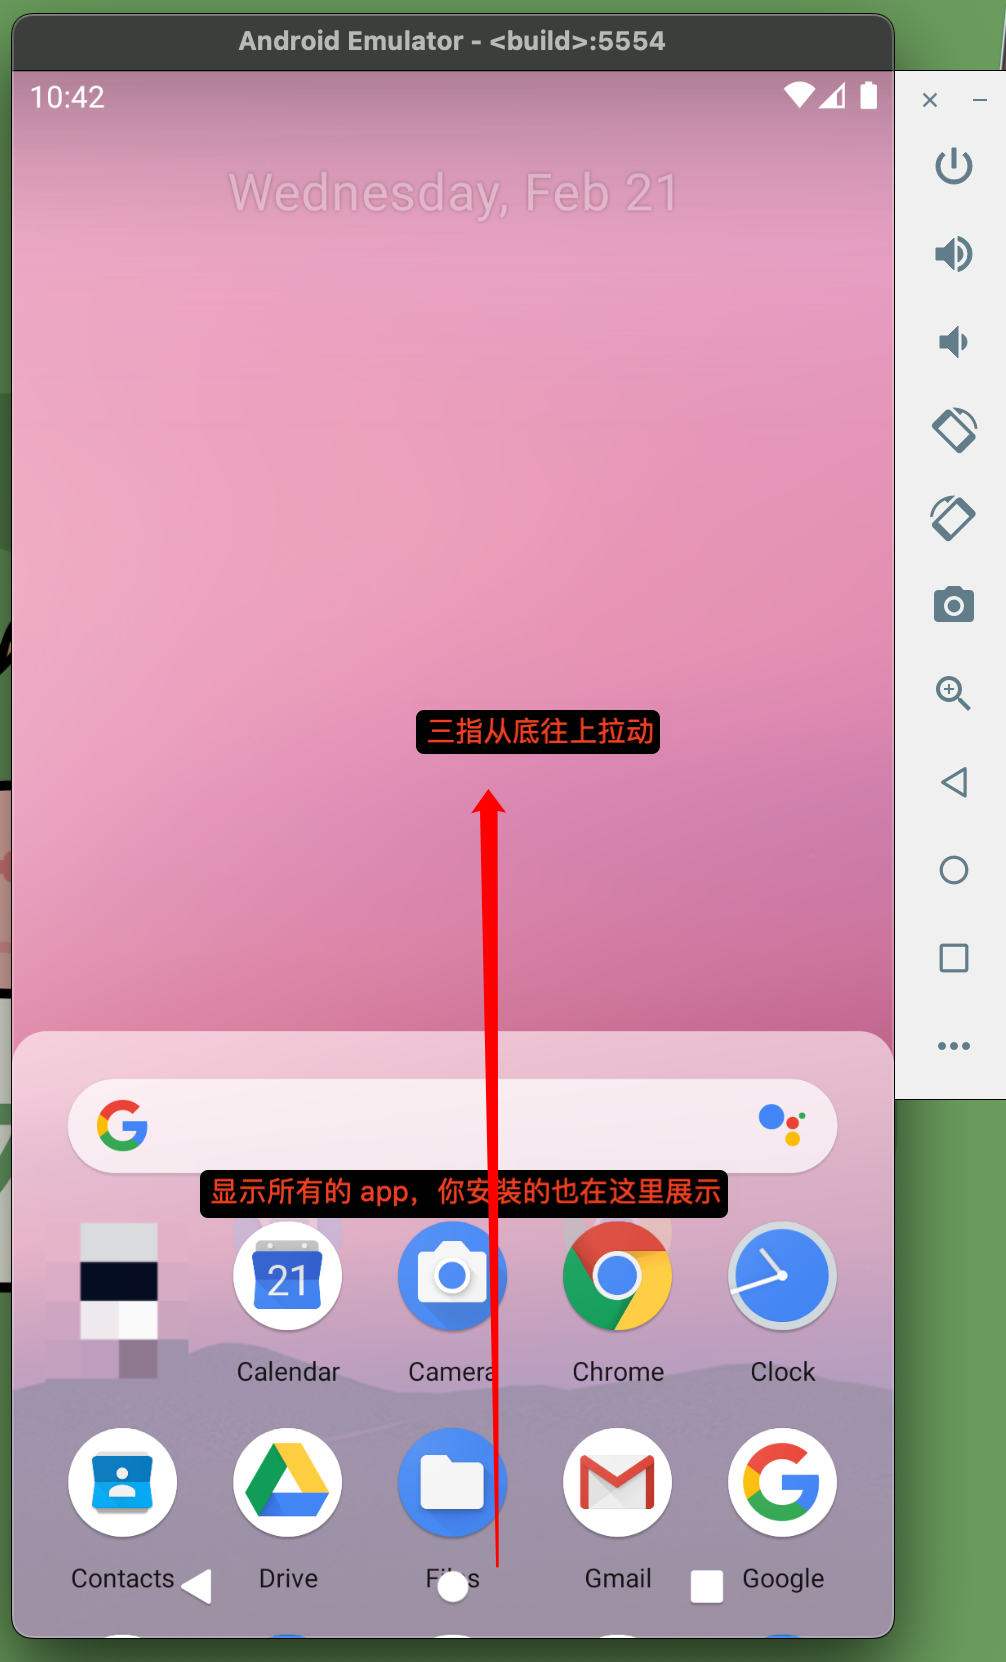 Android Emulator - <build>:5554
10:42
Wednesday, Feb 21
三指从底往上拉动
显示所有的 app，你安装的也在这里展示
21
Calendar
Camera
Chrome
Clock
Contacts
Drive
Files
Gmail
Google